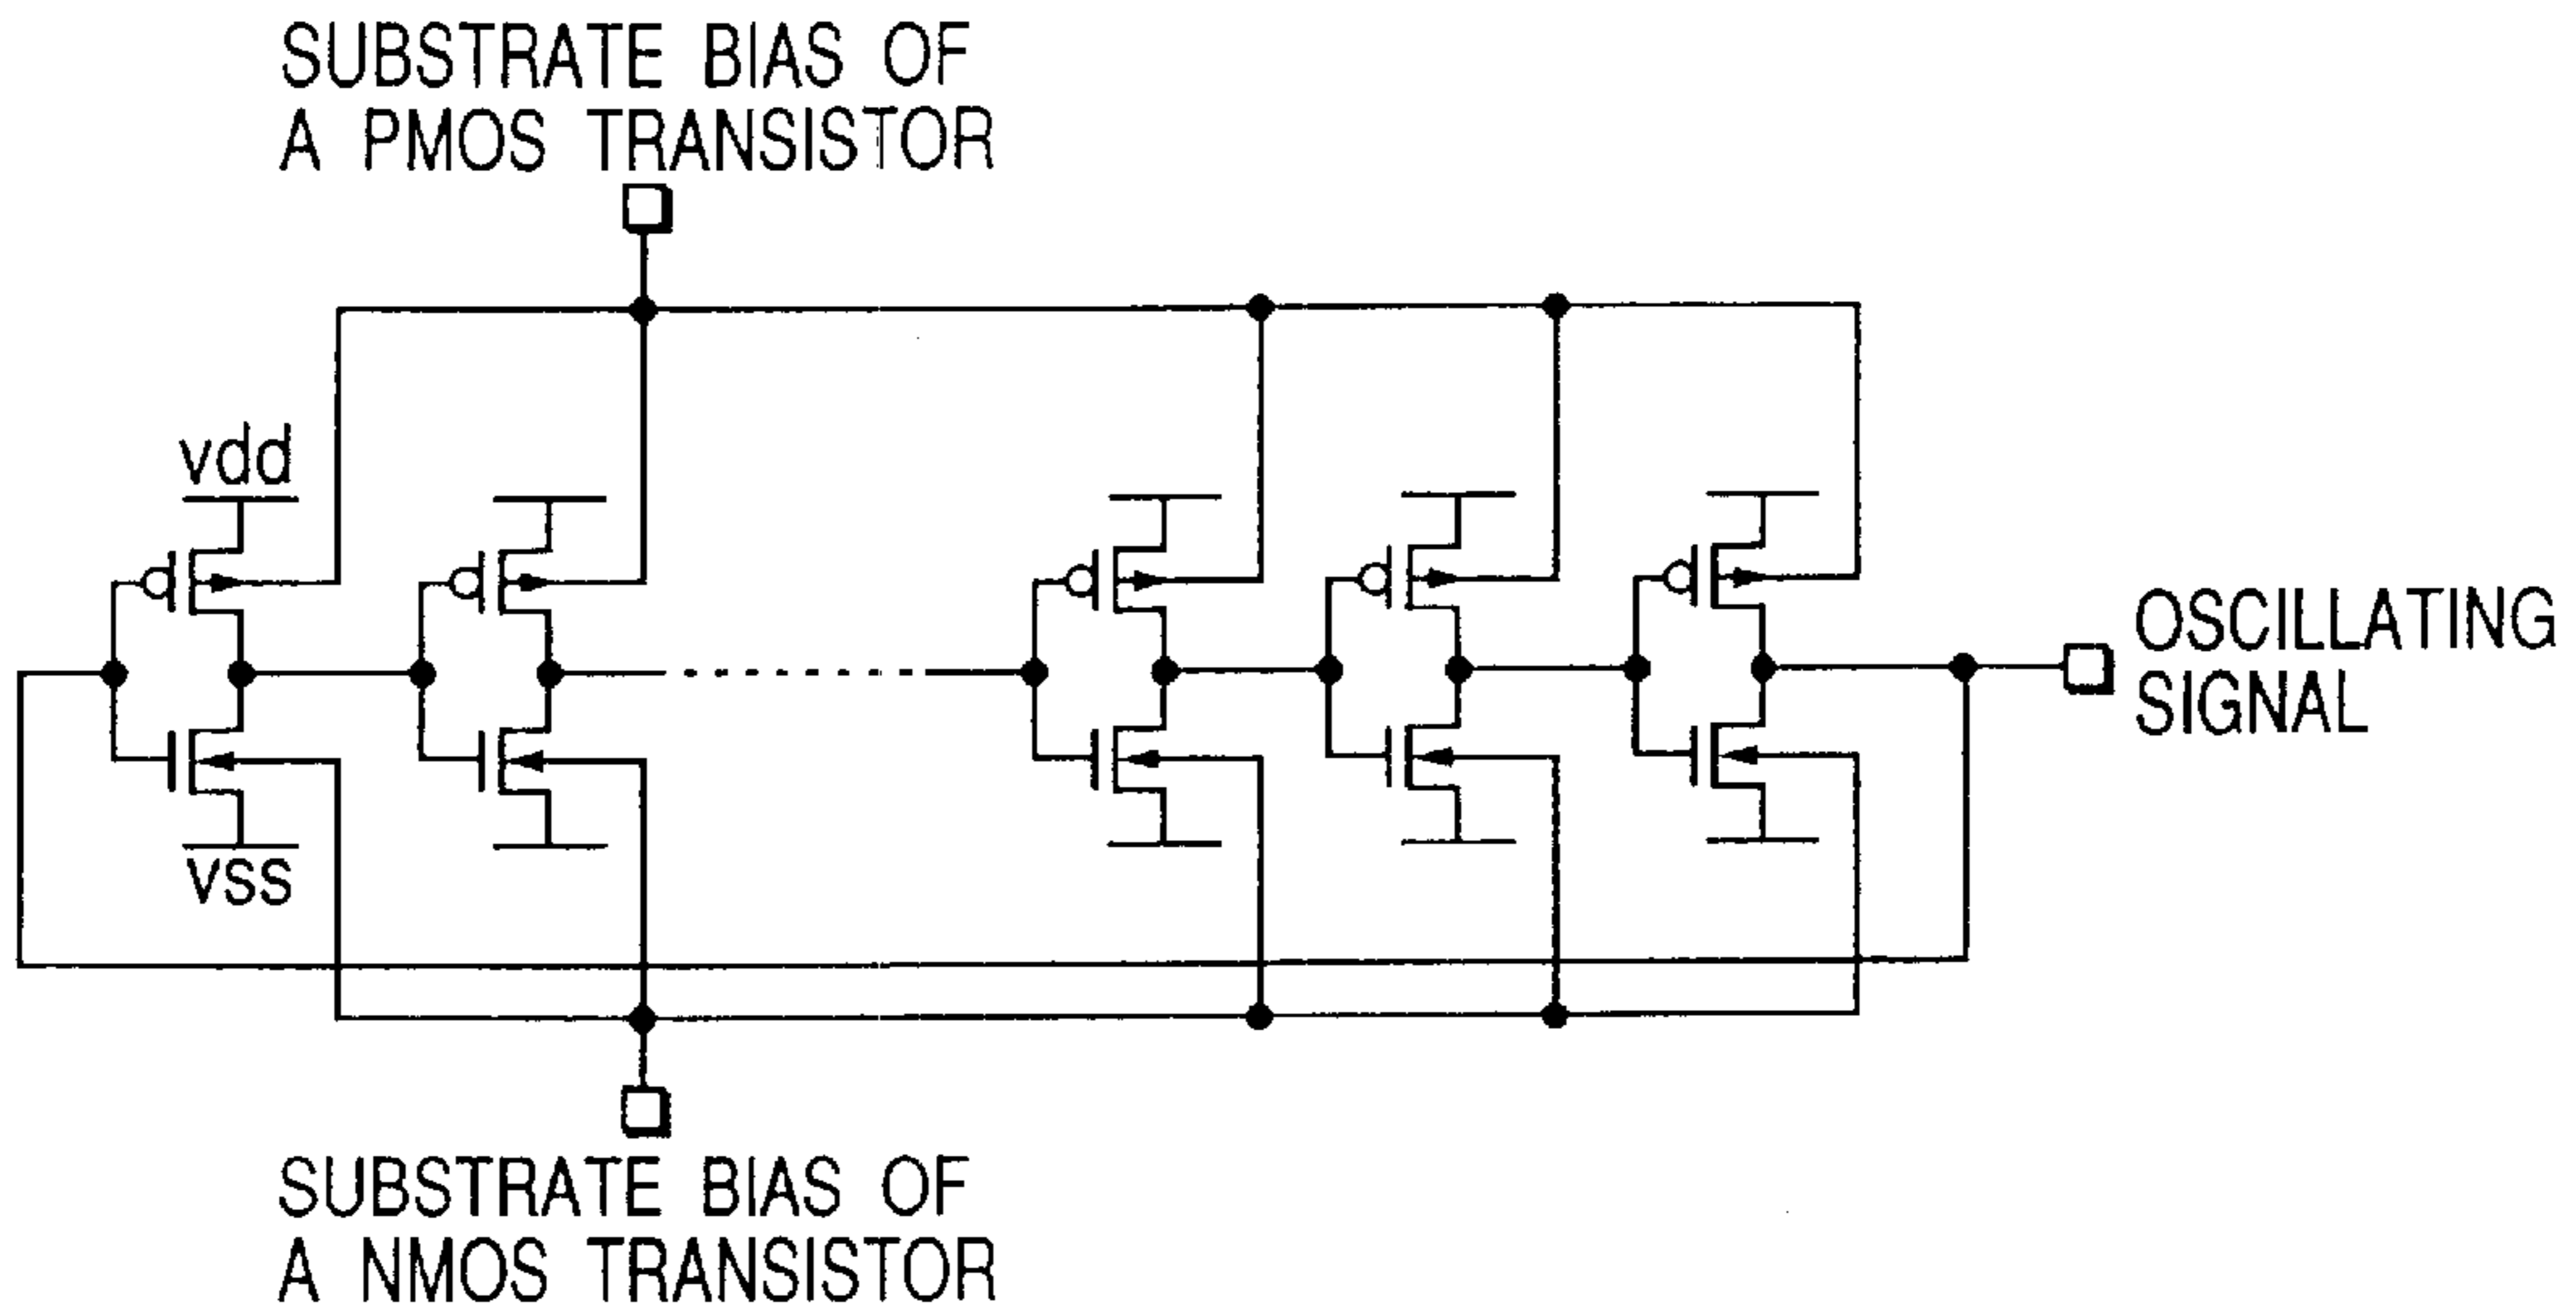 SUBSTRATE BIAS OF
A PMOS TRANSISTOR
vdd
OSCILLATING
SIGNAL
vss
SUBSTRATE BIAS OF
A NMOS TRANSISTOR